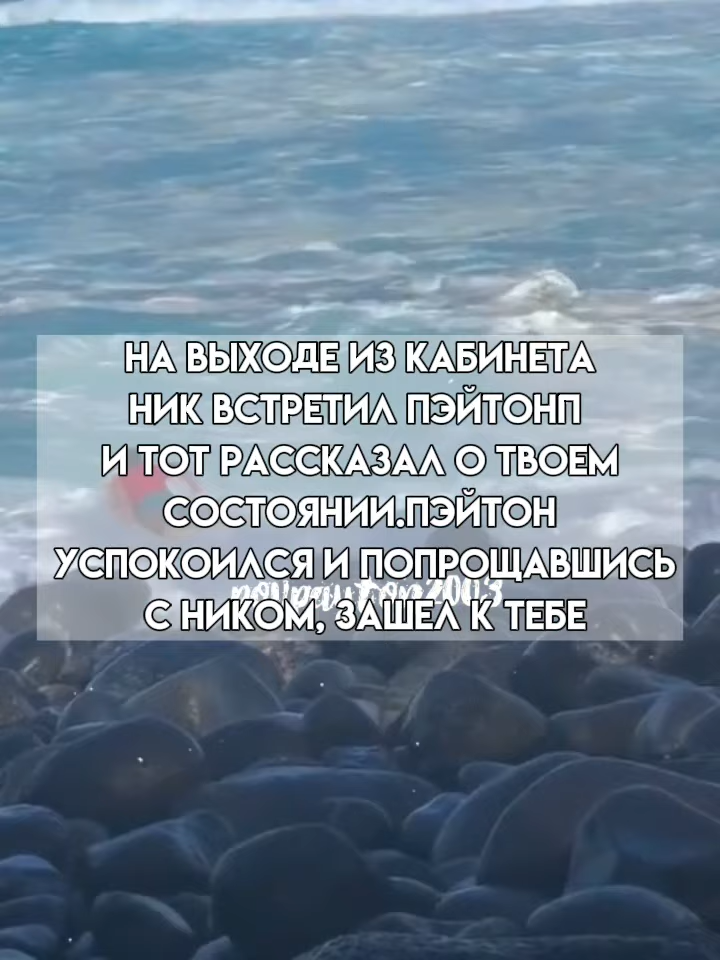 НА ВЫХОДЕ ИЗ КАБИНЕТА
НИК ВСТРЕТИЛ ПЭЙТОНП
И ТОТ РАССКАЗАЛ О ТВОЕМ
СОСТОЯНИИ.ПЭЙТОН
УСПОКОИЛСЯ И ПОПРОЩАВШИСЬ
С НИКОМ, ЗАШЕЛ К ТЕБЕ